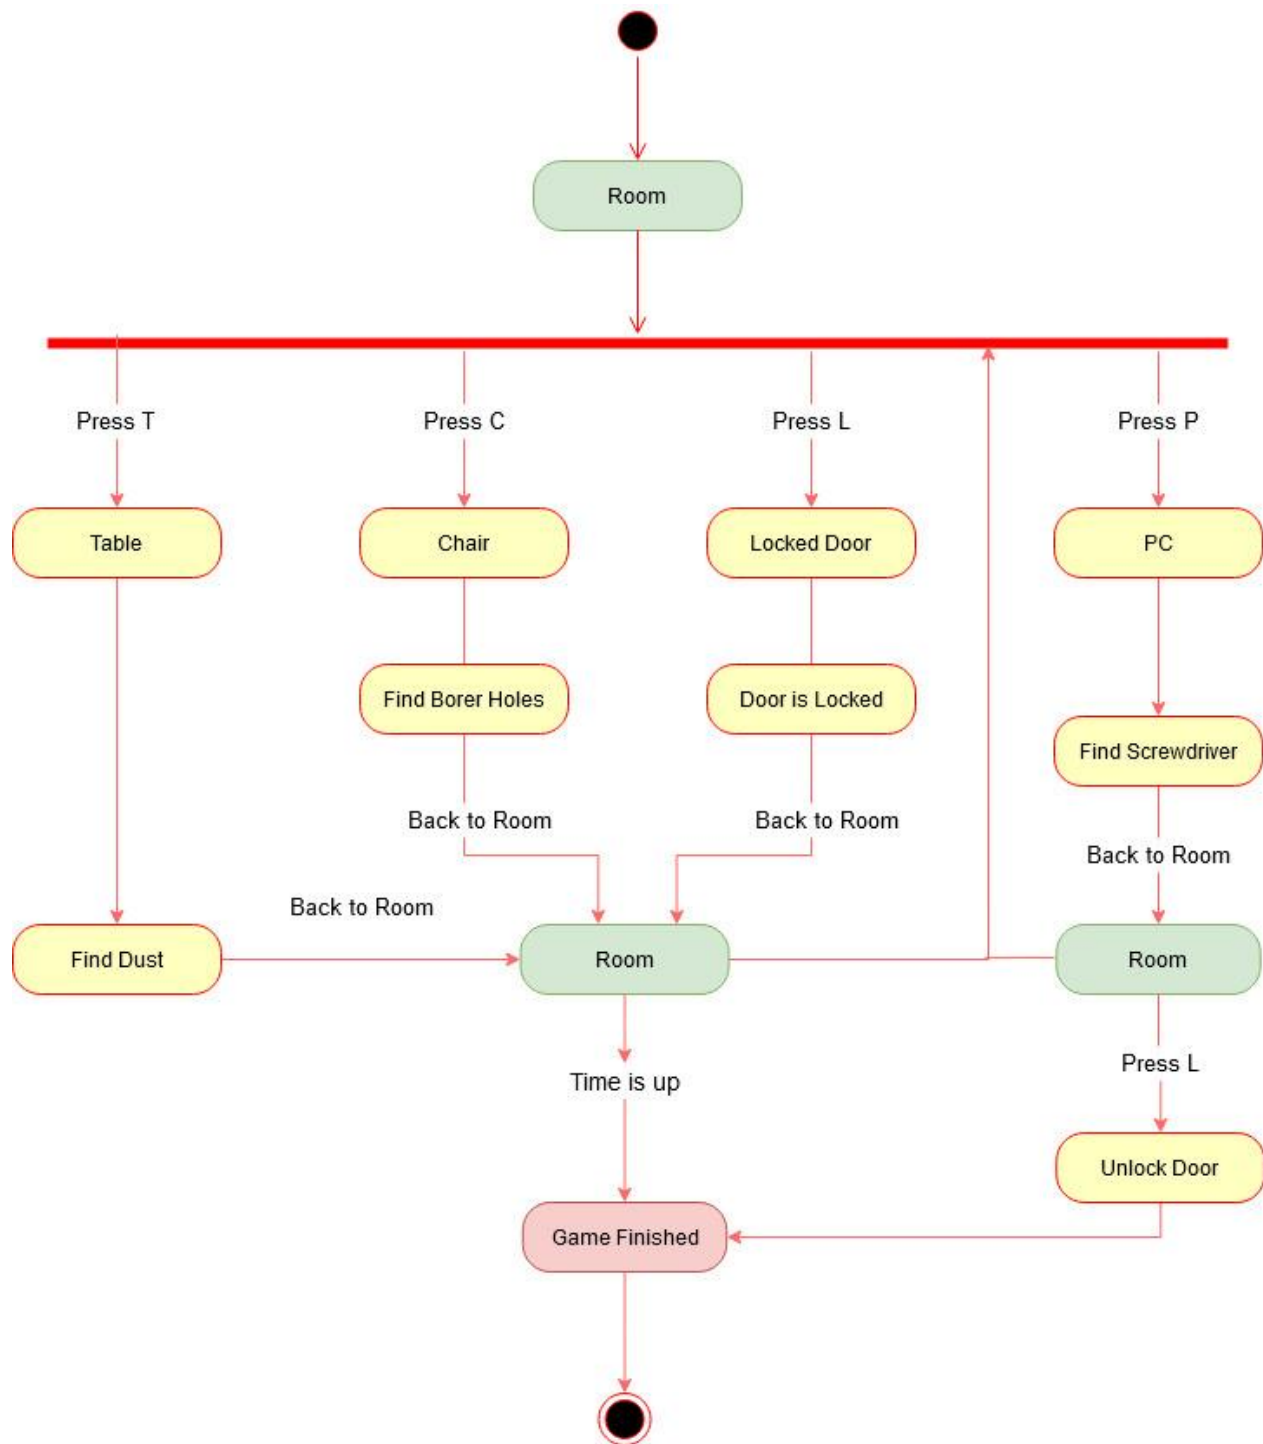 Room
Press T
Press C
Press L
Press P
Table
Chair
Locked Door
PC
Find Borer Holes
Door is Locked
Find Screwdriver
Back to Room
Back to Room
Back to Room
Back to Room
Find Dust
Room
Room
Press L
Time is up
Unlock Door
Game Finished